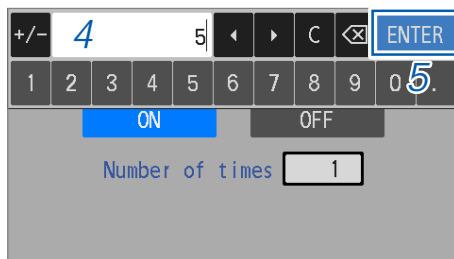 +/- 4 5 C ENTER
1 2 3 4 5 6 7 8 9 0 5 .
ON OFF
Number of times 1